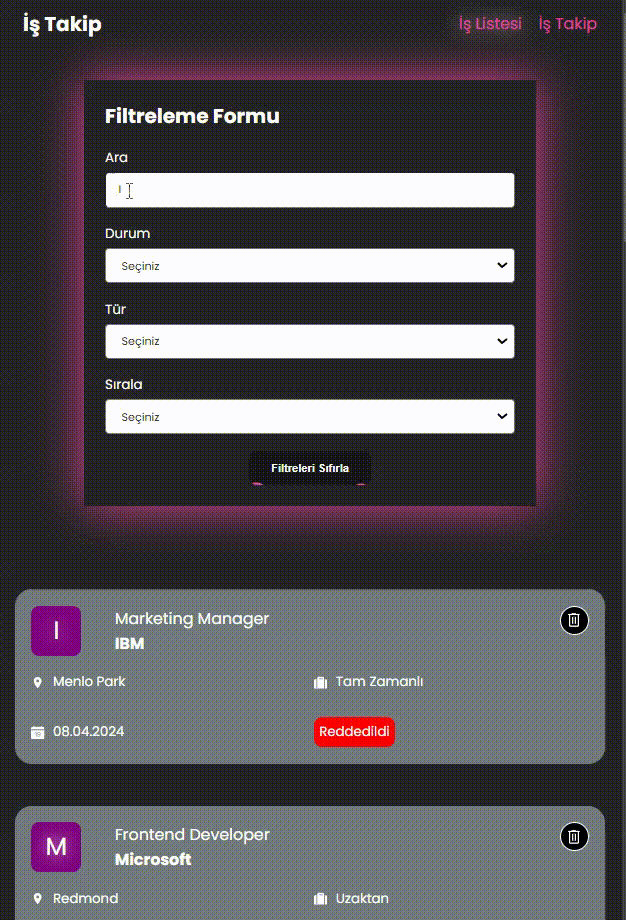 İş Takip
İş Listesi İş Takip
Filtreleme Formu
Ara
Durum
Seçiniz
Tür
Seçiniz
Sırala
Seçiniz
Filtreleri Sıfırla
I
Marketing Manager
IBM
Menlo Park
Tam Zamanlı
08.04.2024
Reddedildi
M
Frontend Developer
Microsoft
Redmond
Uzaktan